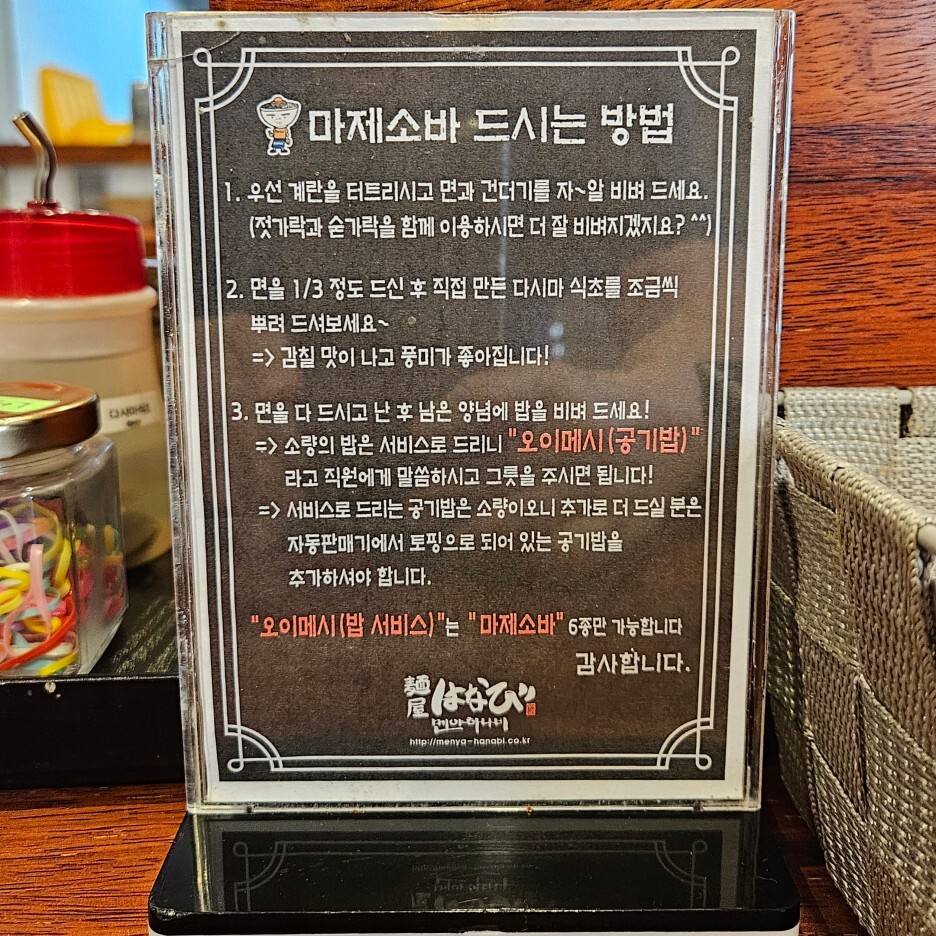 마제소바 드시는 방법
1. 우선 계란을 터트리시고 면과 건더기를 자~알 비벼 드세요.
(젓가락과 숟가락을 함께 이용하시면 더 잘 비벼지겠지요? ^^)
2. 면을 1/3 정도 드신 후 직접 만든 다시마 식초를 조금씩
뿌려 드셔보세요~
=> 감칠 맛이 나고 풍미가 좋아집니다!
3. 면을 다 드시고 난 후 남은 양념에 밥을 비벼 드세요!
=> 소량의 밥은 서비스로 드리니 "오이메시(공기밥)"
라고 직원에게 말씀하시고 그릇을 주시면 됩니다!
=> 서비스로 드리는 공기밥은 소량이오니 추가로 더 드실 분은
자동판매기에서 토핑으로 되어 있는 공기밥을
추가하셔야 합니다.
"오이메시(밥 서비스)"는 "마제소바" 6종만 가능합니다
감사합니다.
麺屋 はなび
멘야하나비
http://menya-hanabi.co.kr
다시마식초